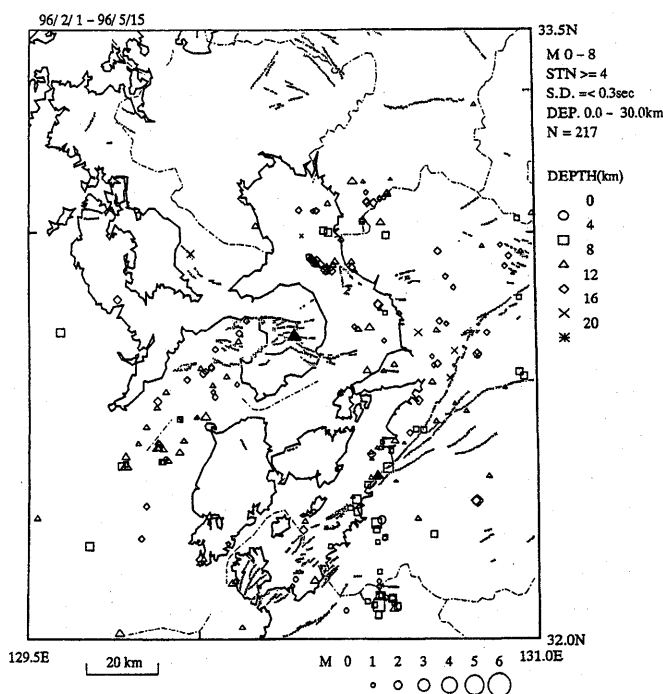 96/ 2/ 1 – 96/ 5/15
33.5N
M 0 – 8
STN >= 4
S.D. =< 0.3sec
DEP. 0.0 – 30.0km
N = 217
DEPTH(km)
0
4
8
12
16
20
32.0N
129.5E
131.0E
20 km
M 0 1 2 3 4 5 6